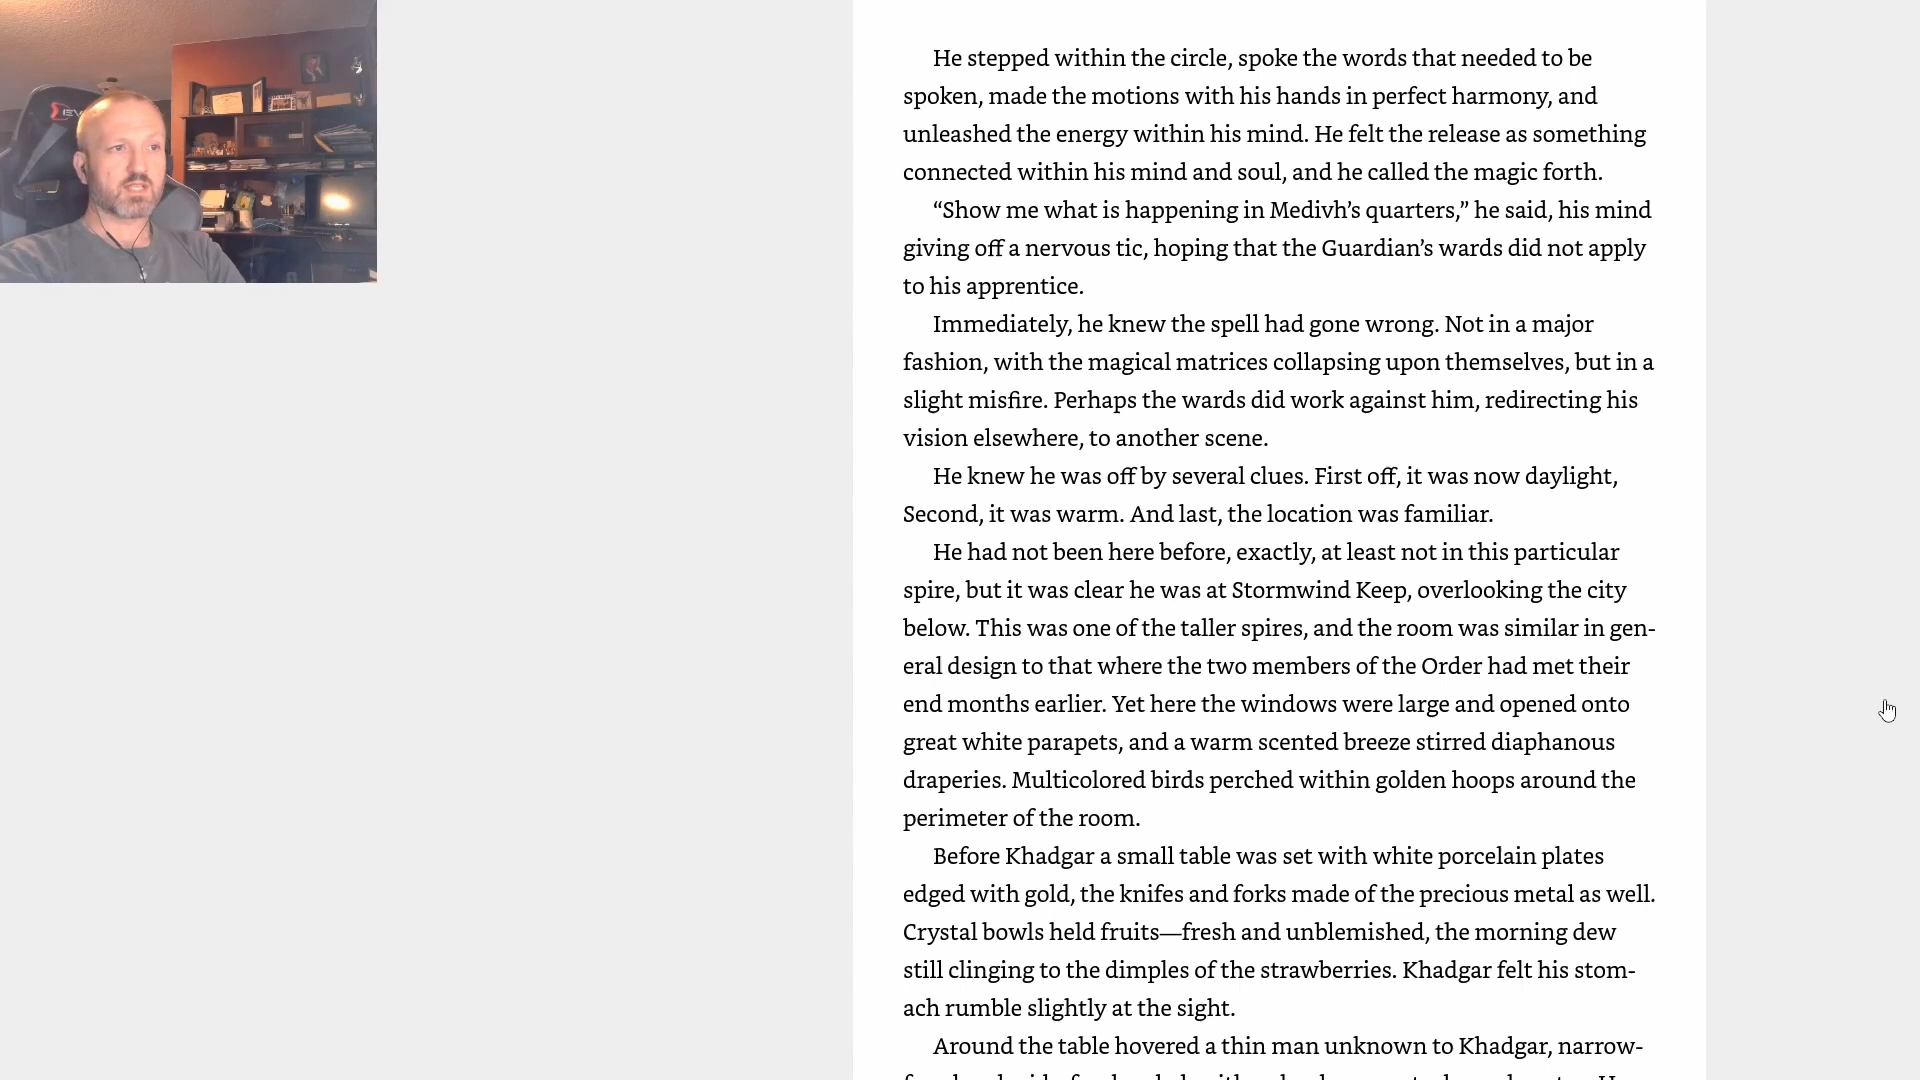 He stepped within the circle, spoke the words that needed to be
spoken, made the motions with his hands in perfect harmony, and
unleashed the energy within his mind. He felt the release as something
connected within his mind and soul, and he called the magic forth.
“Show me what is happening in Medivh’s quarters,” he said, his mind
giving off a nervous tic, hoping that the Guardian’s wards did not apply
to his apprentice.
Immediately, he knew the spell had gone wrong. Not in a major
fashion, with the magical matrices collapsing upon themselves, but in a
slight misfire. Perhaps the wards did work against him, redirecting his
vision elsewhere, to another scene.
He knew he was off by several clues. First off, it was now daylight,
Second, it was warm. And last, the location was familiar.
He had not been here before, exactly, at least not in this particular
spire, but it was clear he was at Stormwind Keep, overlooking the city
below. This was one of the taller spires, and the room was similar in gen-
eral design to that where the two members of the Order had met their
end months earlier. Yet here the windows were large and opened onto
great white parapets, and a warm scented breeze stirred diaphanous
draperies. Multicolored birds perched within golden hoops around the
perimeter of the room.
Before Khadgar a small table was set with white porcelain plates
edged with gold, the knifes and forks made of the precious metal as well.
Crystal bowls held fruits—fresh and unblemished, the morning dew
still clinging to the dimples of the strawberries. Khadgar felt his stom-
ach rumble slightly at the sight.
Around the table hovered a thin man unknown to Khadgar, narrow-